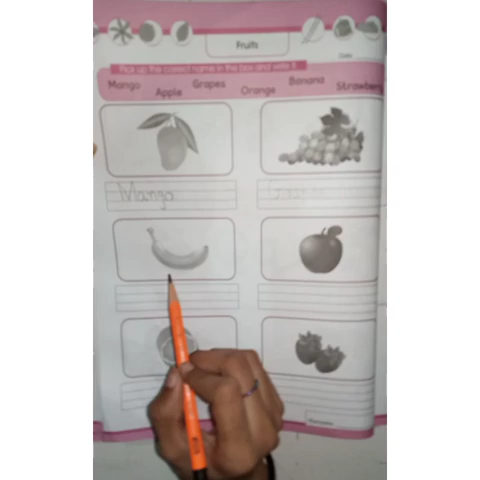 Fruits
Date:
Pick up the correct name in the box and write it.
Mango Apple Grapes Orange Banana Strawberry
Mango